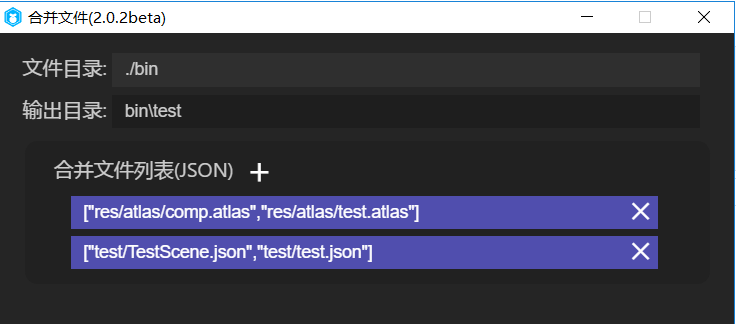 合并文件(2.0.2beta)
文件目录: ./bin
输出目录: bin\test
合并文件列表(JSON) +
["res/atlas/comp.atlas","res/atlas/test.atlas"]
["test/TestScene.json","test/test.json"]